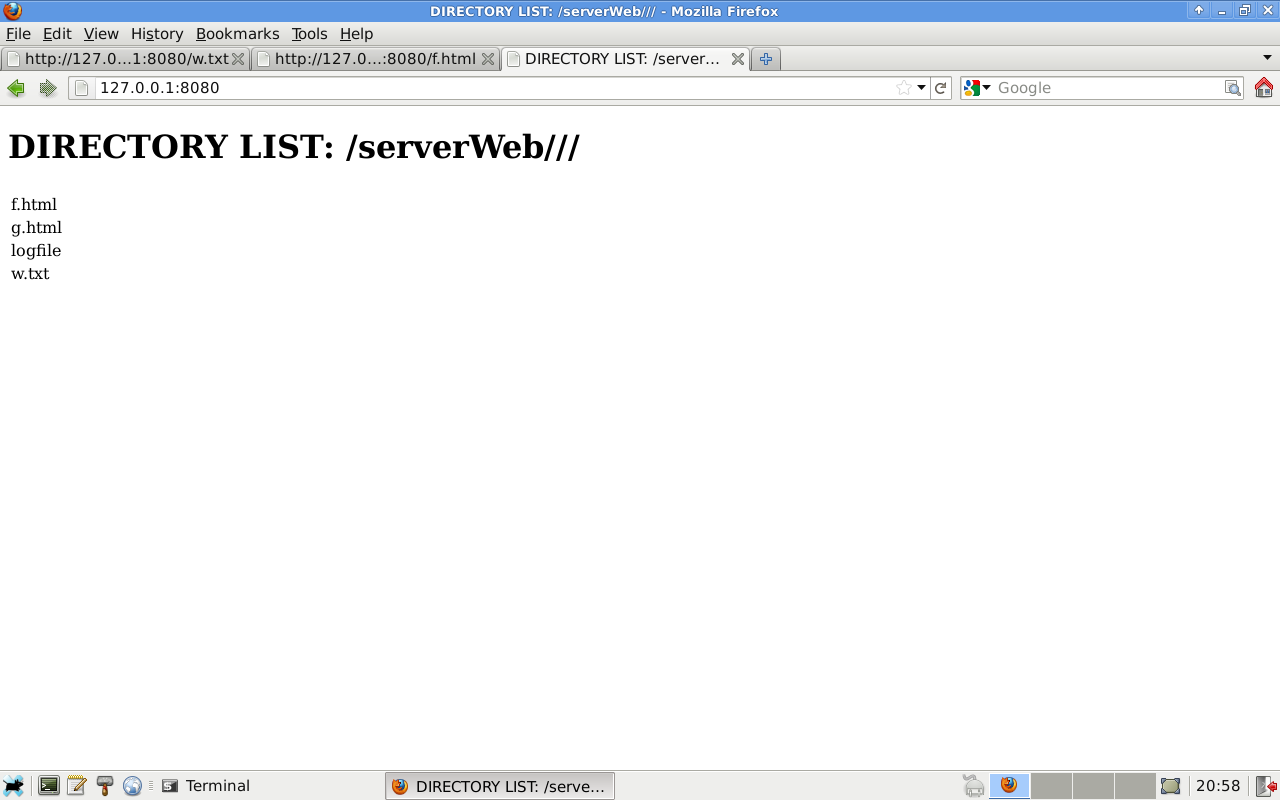 DIRECTORY LIST: /serverWeb/// - Mozilla Firefox
File Edit View History Bookmarks Tools Help
http://127.0...1:8080/w.txt http://127.0...:8080/f.html DIRECTORY LIST: /server...
127.0.0.1:8080 Google
DIRECTORY LIST: /serverWeb///
f.html
g.html
logfile
w.txt
Terminal DIRECTORY LIST: /serve... 20:58